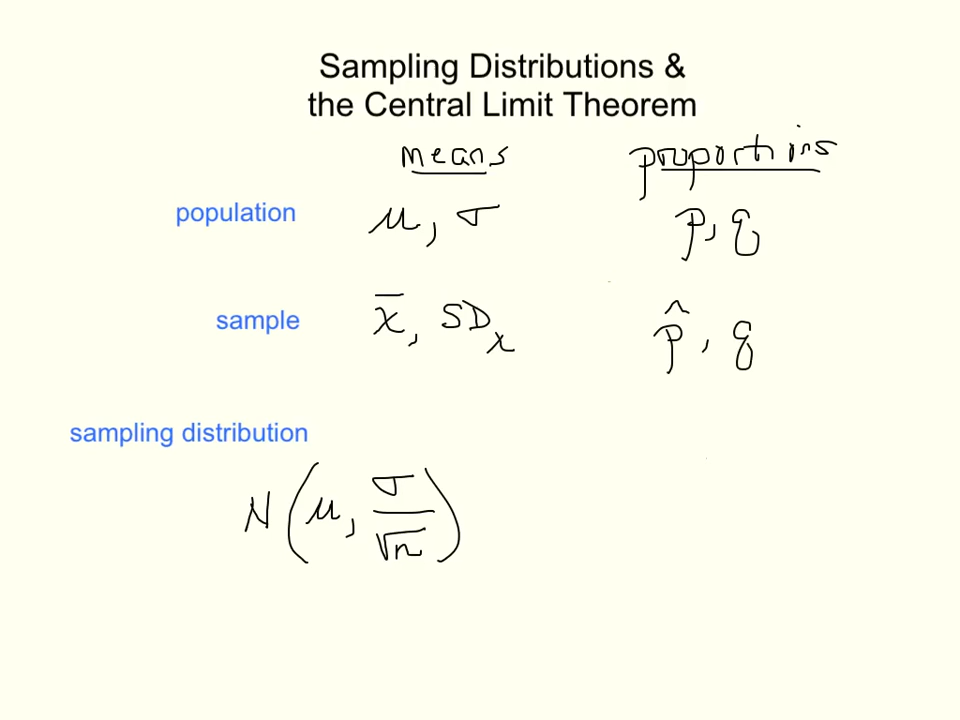 Sampling Distributions &
the Central Limit Theorem
means proportions
population μ, σ p, q
sample x̄, SDₓ p̂, q
sampling distribution
N(μ, σ/√n)